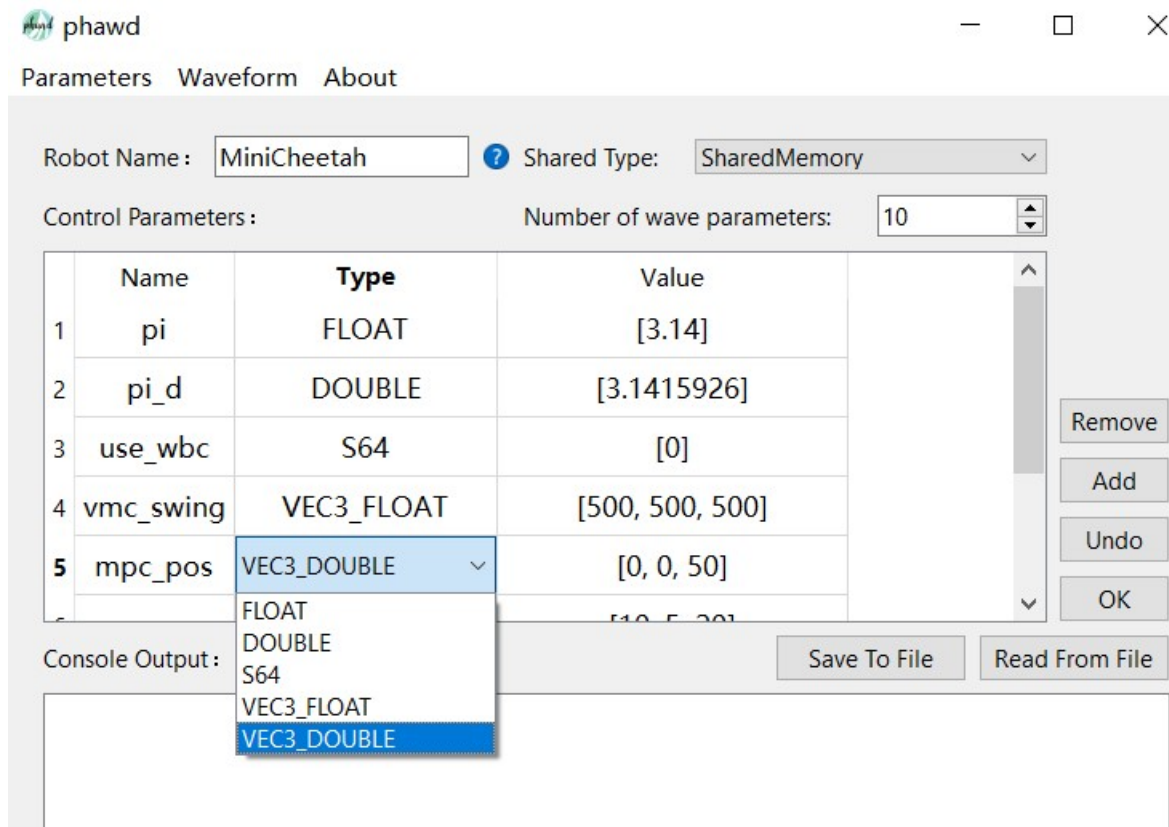 phawd
Parameters Waveform About
Robot Name： MiniCheetah ? Shared Type: SharedMemory
Control Parameters： Number of wave parameters: 10
Name Type Value
1 pi FLOAT [3.14]
2 pi_d DOUBLE [3.1415926]
3 use_wbc S64 [0]
4 vmc_swing VEC3_FLOAT [500, 500, 500]
5 mpc_pos VEC3_DOUBLE [0, 0, 50]
FLOAT
DOUBLE
S64
VEC3_FLOAT
VEC3_DOUBLE
Remove
Add
Undo
OK
Console Output： Save To File Read From File